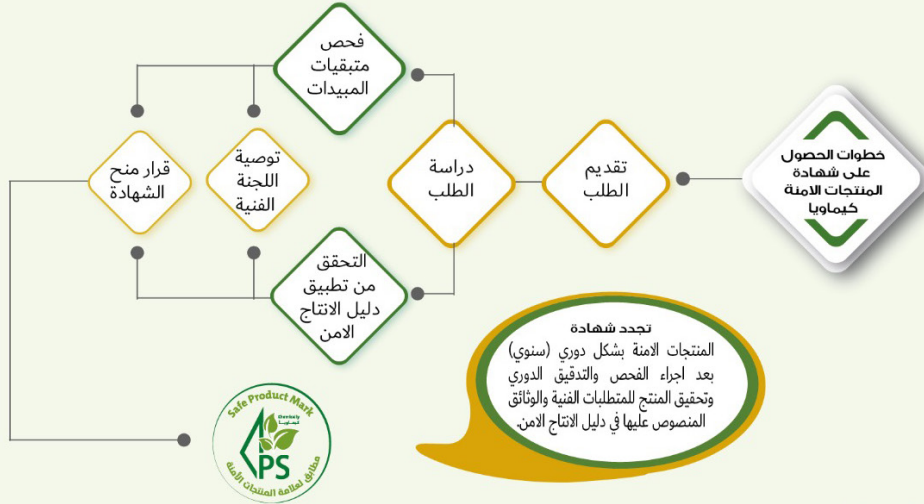 خطوات الحصول
على شهادة
المنتجات الامنة
كيماويا
تقديم
الطلب
دراسة
الطلب
فحص
متبقيات
المبيدات
التحقق
من تطبيق
دليل الانتاج
الامن
توصية
اللجنة
الفنية
قرار منح
الشهادة
تجدد شهادة
المنتجات الامنة بشكل دوري (سنوي)
بعد اجراء الفحص والتدقيق الدوري
وتحقيق المنتج للمتطلبات الفنية والوثائق
المنصوص عليها في دليل الانتاج الامن.
Safe Product Mark
Chemically
كيماويا
PS
مطابق لعلامة المنتجات الآمنة